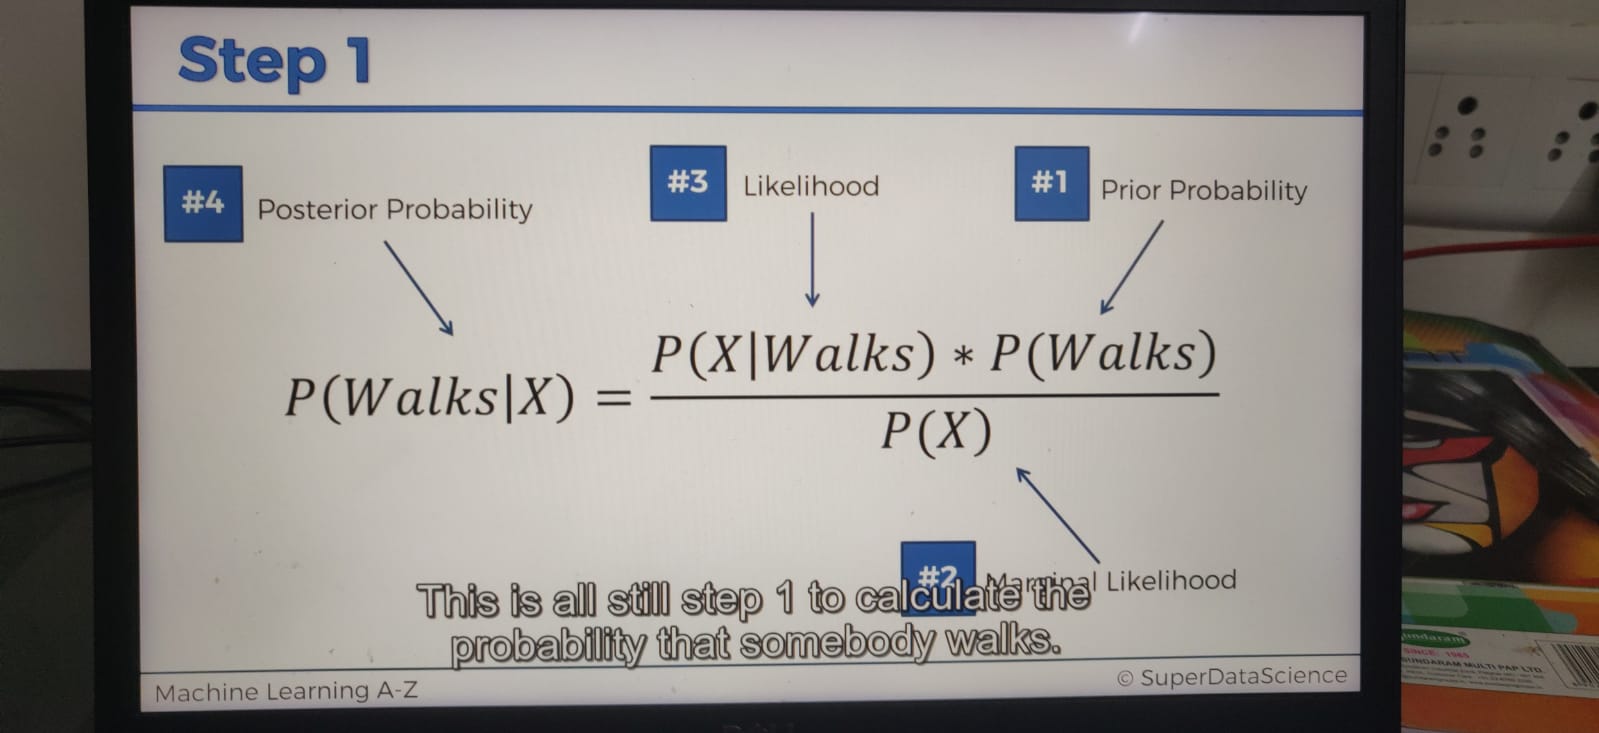 Step 1
#4 Posterior Probability
#3 Likelihood
#1 Prior Probability
P(Walks|X) = P(X|Walks) * P(Walks)
P(X)
#2 Marginal Likelihood
This is all still step 1 to calculate the
probability that somebody walks.
Machine Learning A-Z
© SuperDataScience
undaram
SINCE: 1985
SUNDARAM MULTI PAP LTD